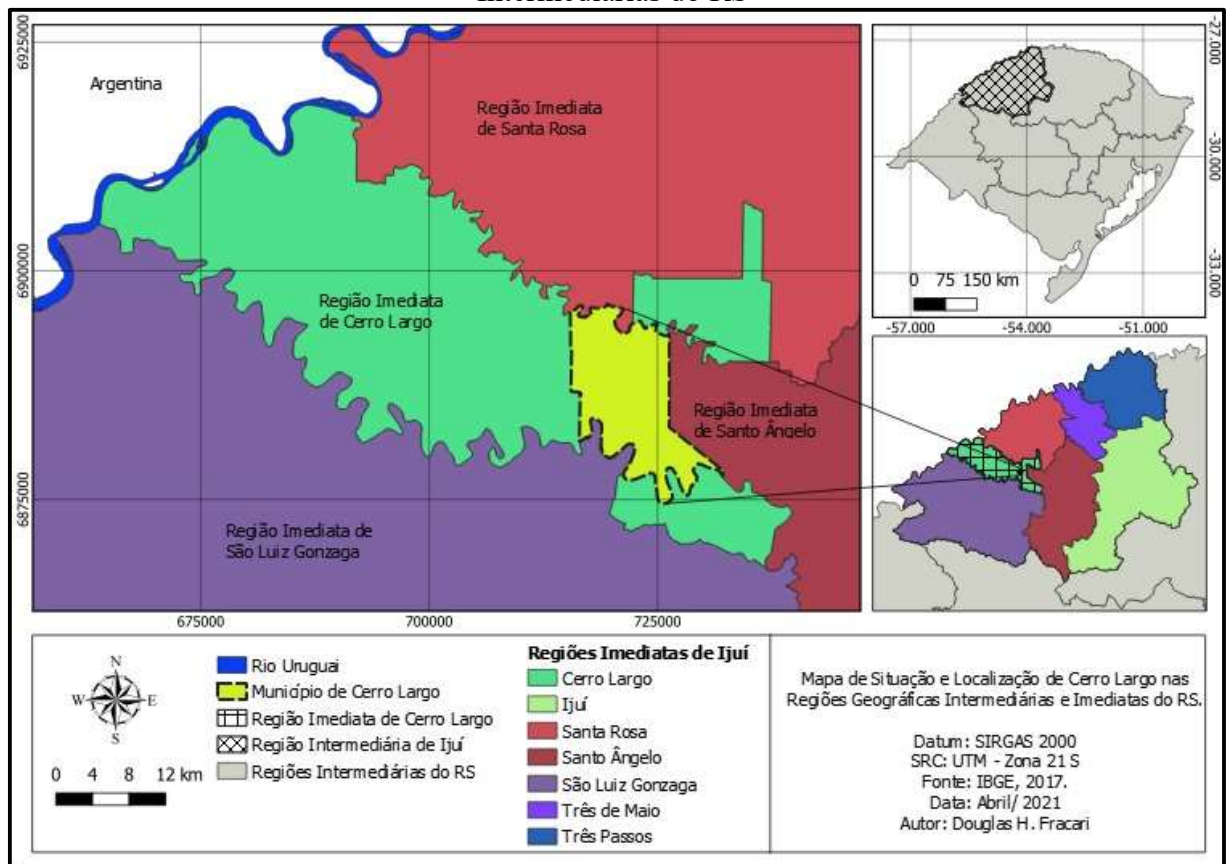 Intermediárias do RS
Argentina
Região Imediata
de Santa Rosa
Região Imediata
de Cerro Largo
Região Imediata
de Santo Ângelo
Região Imediata de
São Luiz Gonzaga
6925000
6900000
6875000
675000
700000
725000
-27.000
-30.000
-33.000
0 75 150 km
-57.000
-54.000
-51.000
N
W
E
S
0 4 8 12 km
Rio Uruguai
Município de Cerro Largo
Região Imediata de Cerro Largo
Região Intermediária de Ijuí
Regiões Intermediárias do RS
Regiões Imediatas de Ijuí
Cerro Largo
Ijuí
Santa Rosa
Santo Ângelo
São Luiz Gonzaga
Três de Maio
Três Passos
Mapa de Situação e Localização de Cerro Largo nas
Regiões Geográficas Intermediárias e Imediatas do RS.
Datum: SIRGAS 2000
SRC: UTM - Zona 21 S
Fonte: IBGE, 2017.
Data: Abril/ 2021
Autor: Douglas H. Fracari